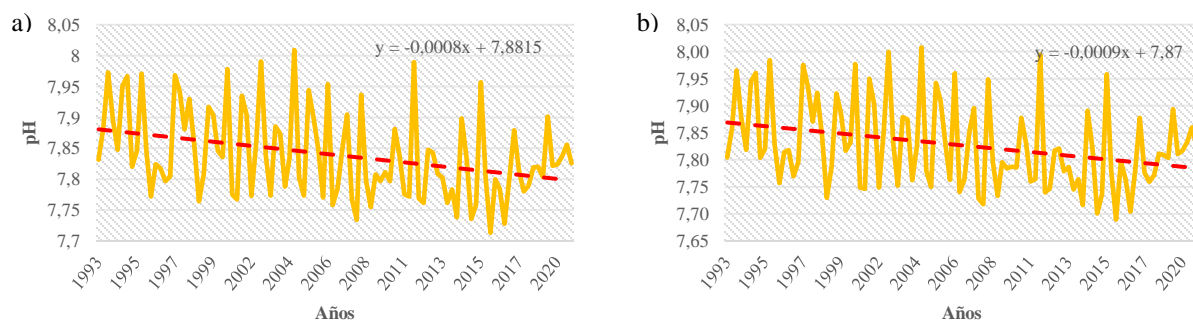 a)
y = -0,0008x + 7,8815
8,05
8
7,95
7,9
7,85
7,8
7,75
7,7
pH
1993 1995 1997 1999 2002 2004 2006 2008 2011 2013 2015 2017 2020
Años
b)
y = -0,0009x + 7,87
8,05
8,00
7,95
7,90
7,85
7,80
7,75
7,70
7,65
pH
1993 1995 1997 1999 2002 2004 2006 2008 2011 2013 2015 2017 2020
Años